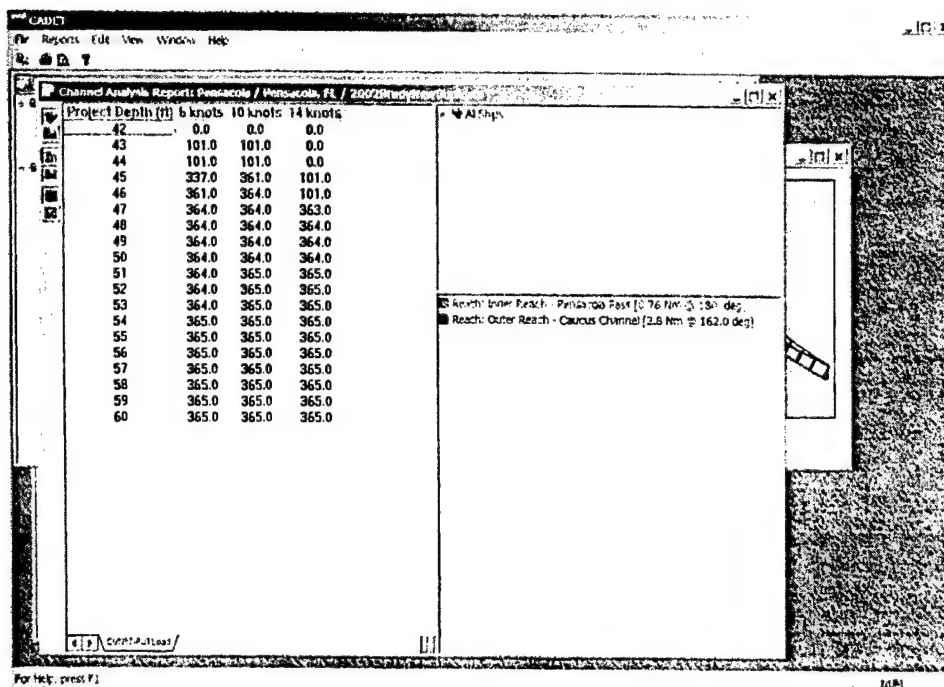 CADET
File Reports Edit View Window Help
Channel Analysis Report: Pensacola / Pensacola, FL /
Project Depth (ft) 6 knots 10 knots 14 knots
42 0.0 0.0 0.0
43 101.0 101.0 0.0
44 101.0 101.0 0.0
45 337.0 361.0 101.0
46 361.0 364.0 101.0
47 364.0 364.0 363.0
48 364.0 364.0 364.0
49 364.0 364.0 364.0
50 364.0 364.0 364.0
51 364.0 365.0 365.0
52 364.0 365.0 365.0
53 364.0 365.0 365.0
54 365.0 365.0 365.0
55 365.0 365.0 365.0
56 365.0 365.0 365.0
57 365.0 365.0 365.0
58 365.0 365.0 365.0
59 365.0 365.0 365.0
60 365.0 365.0 365.0
All Ships
Reach: Inner Reach - Pensacola Pass [0.76 Nm @ deg]
Reach: Outer Reach - Caucus Channel [2.8 Nm @ 162.0 deg]
For Help, press F1
NUM